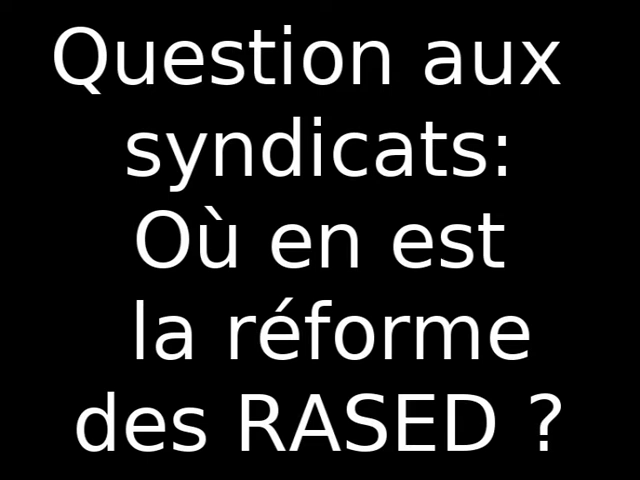 Question aux
syndicats:
Où en est
la réforme
des RASED ?